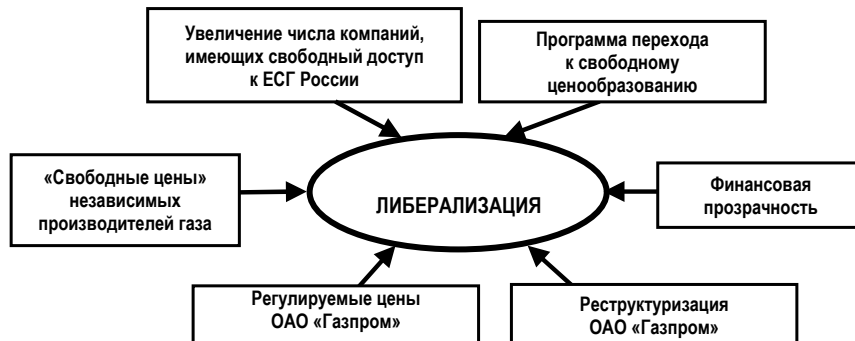 Увеличение числа компаний,
имеющих свободный доступ
к ЕСГ России
Программа перехода
к свободному
ценообразованию
«Свободные цены»
независимых
производителей газа
ЛИБЕРАЛИЗАЦИЯ
Финансовая
прозрачность
Регулируемые цены
ОАО «Газпром»
Реструктуризация
ОАО «Газпром»